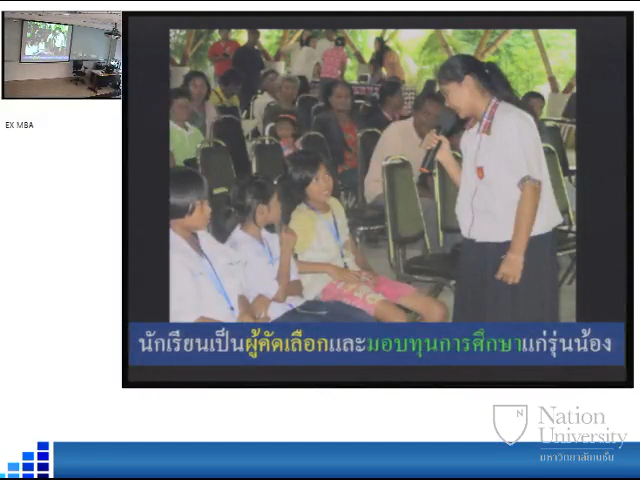 EX MBA
นักเรียนเป็นผู้คัดเลือกและมอบทุนการศึกษาแก่รุ่นน้อง
N
Nation
University
มหาวิทยาลัยเนชั่น